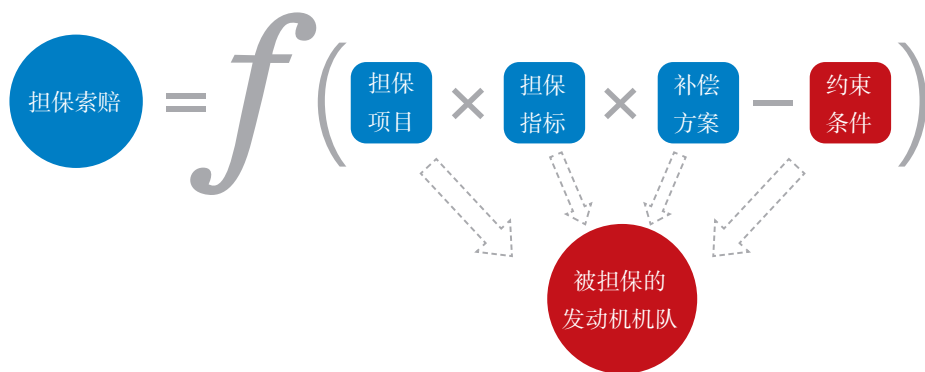 担保索赔 = f ( 担保项目 × 担保指标 × 补偿方案 − 约束条件 )
被担保的
发动机机队